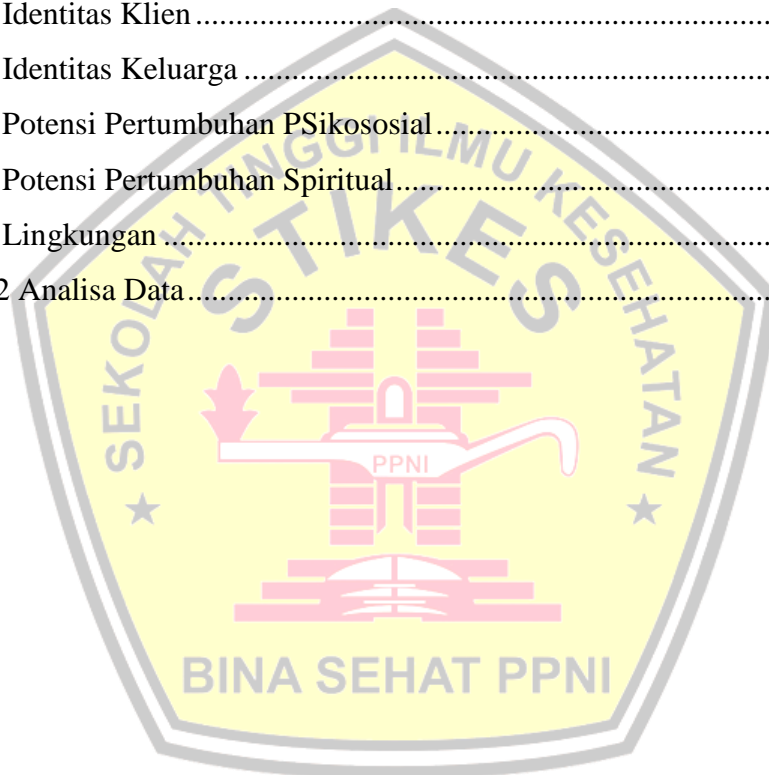 Identitas Klien ........................................................................
Identitas Keluarga ..................................................................
Potensi Pertumbuhan PSikososial ..........................................
Potensi Pertumbuhan Spiritual ...............................................
Lingkungan ............................................................................
2 Analisa Data .........................................................................
SEKOLAH TINGGI ILMU KESEHATAN
STIKES
PPNI
BINA SEHAT PPNI